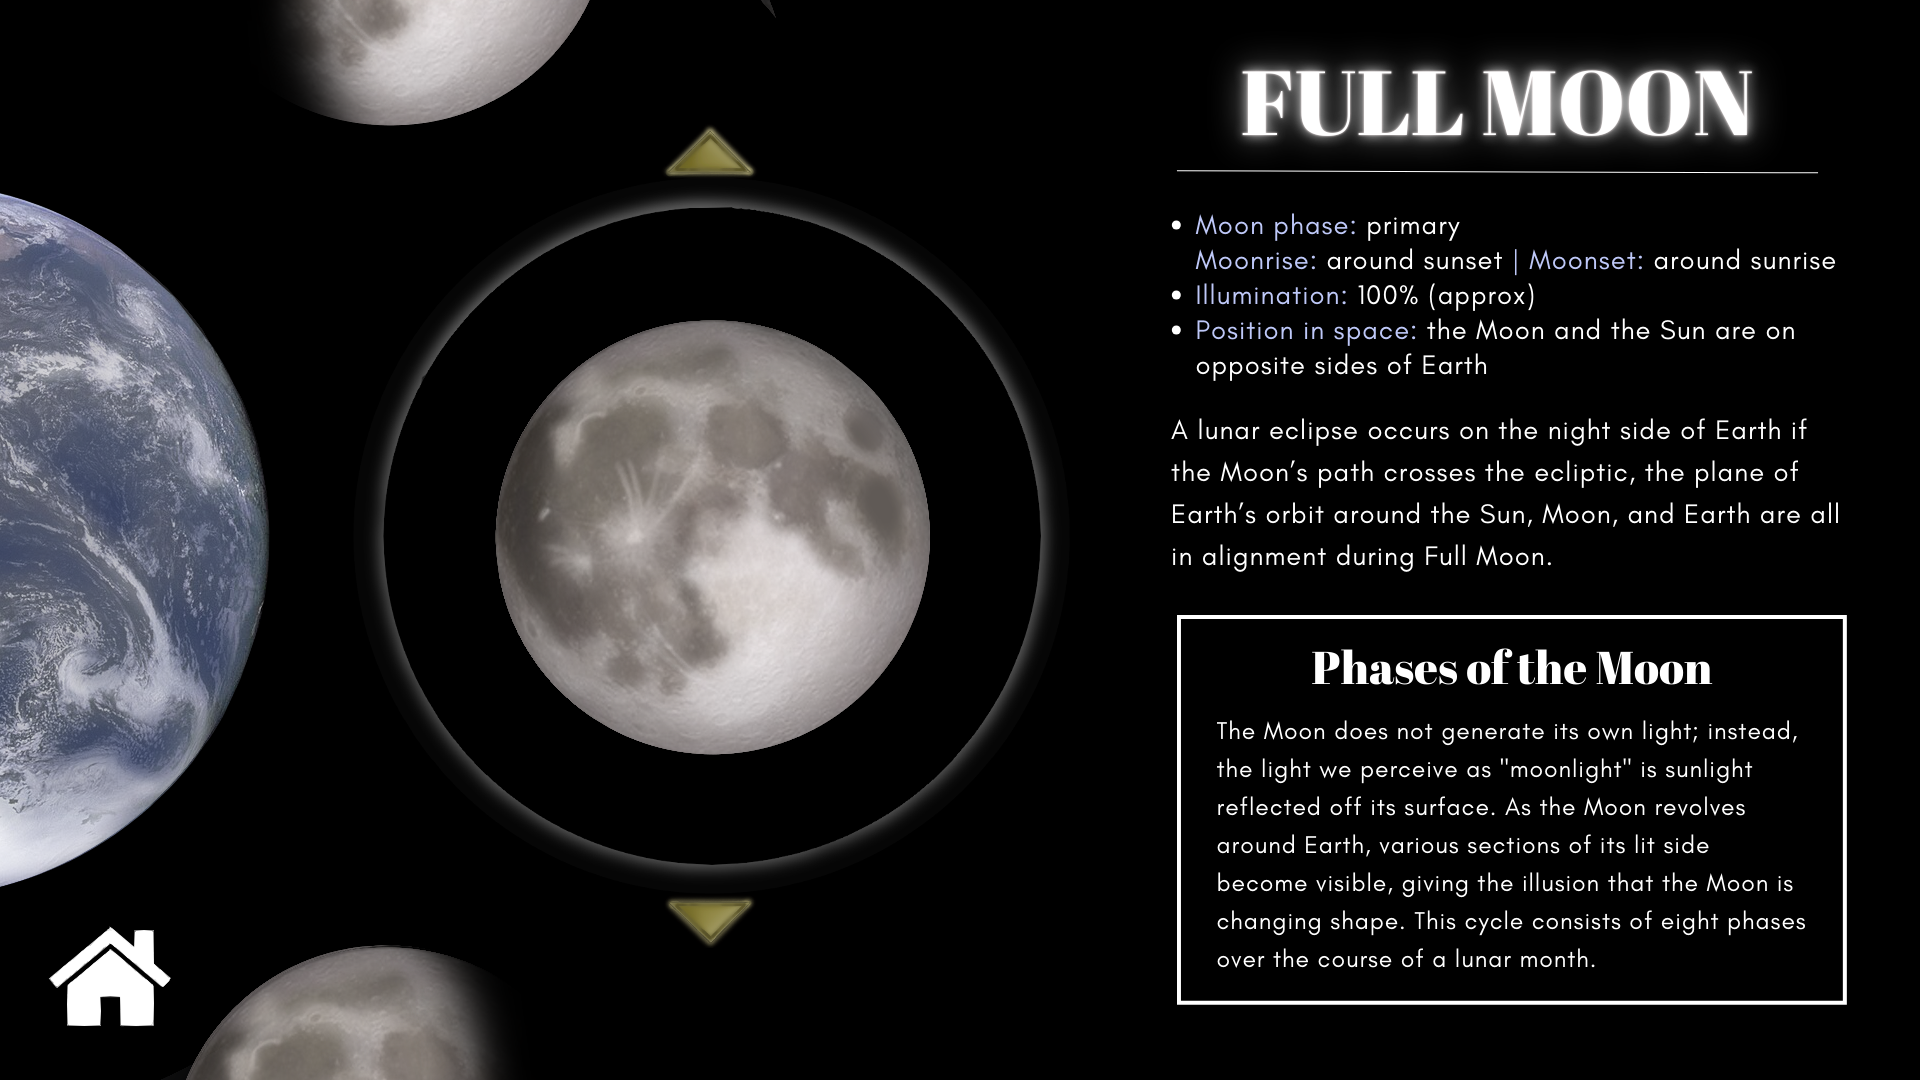 FULL MOON
• Moon phase: primary
Moonrise: around sunset | Moonset: around sunrise
• Illumination: 100% (approx)
• Position in space: the Moon and the Sun are on
opposite sides of Earth
A lunar eclipse occurs on the night side of Earth if
the Moon’s path crosses the ecliptic, the plane of
Earth’s orbit around the Sun, Moon, and Earth are all
in alignment during Full Moon.
Phases of the Moon
The Moon does not generate its own light; instead,
the light we perceive as "moonlight" is sunlight
reflected off its surface. As the Moon revolves
around Earth, various sections of its lit side
become visible, giving the illusion that the Moon is
changing shape. This cycle consists of eight phases
over the course of a lunar month.